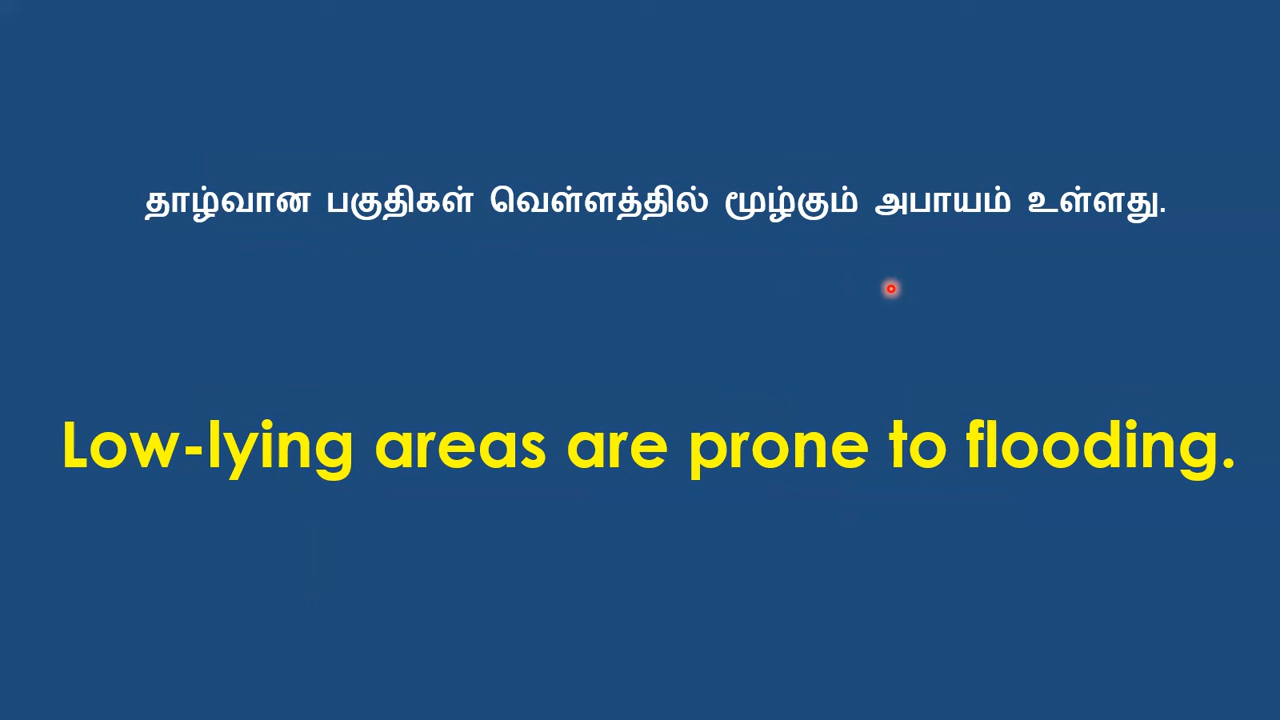 தாழ்வான பகுதிகள் வெள்ளத்தில் மூழ்கும் அபாயம் உள்ளது.
Low-lying areas are prone to flooding.